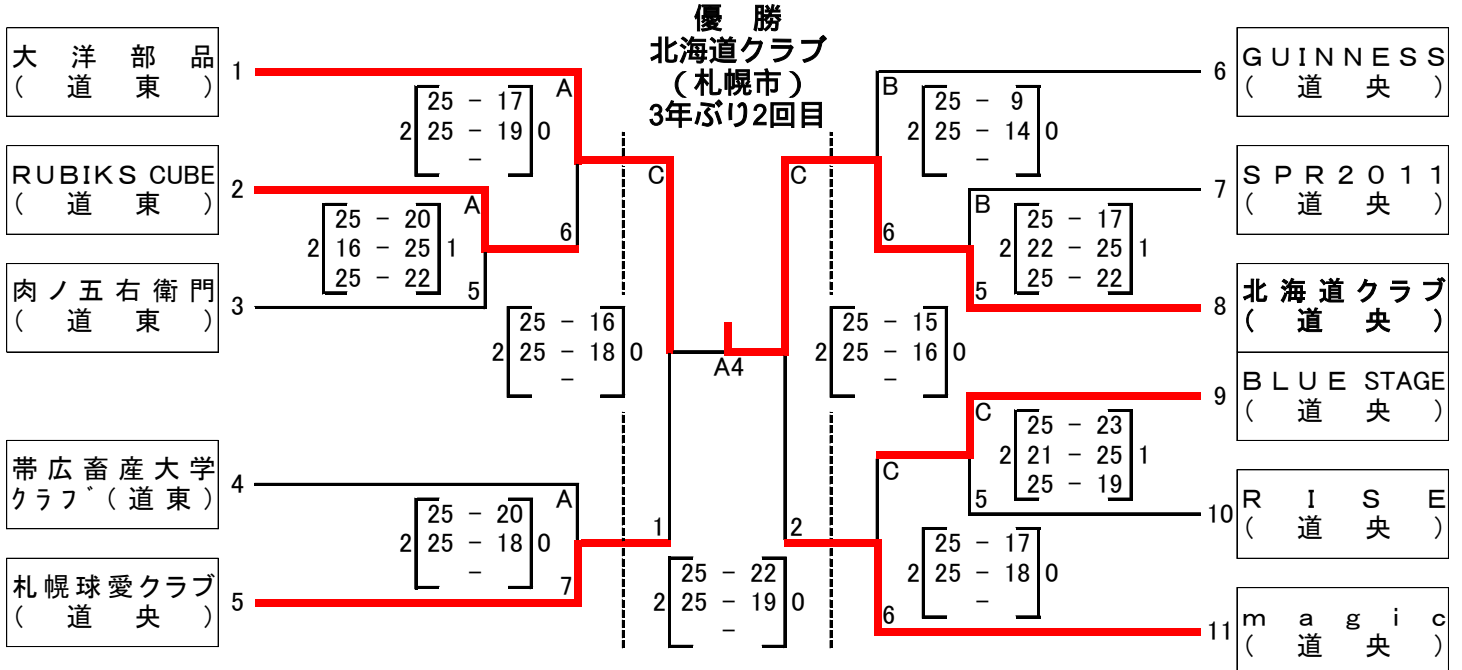 優 勝
北海道クラブ
（札幌市）
3年ぶり2回目
大洋部品
（道東）
1
RUBIKS CUBE
（道東）
2
肉ノ五右衛門
（道東）
3
帯広畜産大学
クラブ（道東）
4
札幌球愛クラブ
（道央）
5
A
25 - 17
2 25 - 19 0
-
6
A
25 - 20
2 16 - 25 1
25 - 22
5
A
25 - 20
2 25 - 18 0
-
7
C
25 - 16
2 25 - 18 0
-
1
A4
25 - 22
2 25 - 19 0
-
C
25 - 15
2 25 - 16 0
-
2
B
25 - 9
2 25 - 14 0
-
6
B
25 - 17
2 22 - 25 1
25 - 22
5
C
25 - 23
2 21 - 25 1
25 - 19
5
C
25 - 17
2 25 - 18 0
-
6
6
GUINNESS
（道央）
7
SPR2011
（道央）
8
北海道クラブ
（道央）
9
BLUE STAGE
（道央）
10
RISE
（道央）
11
magic
（道央）